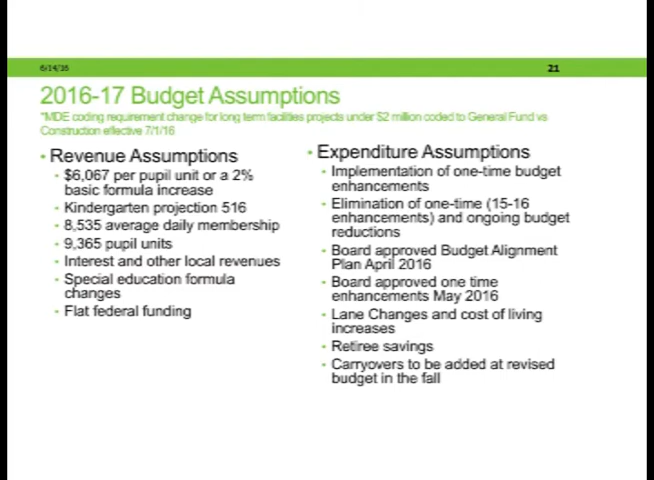 6/14/16
21
2016-17 Budget Assumptions
*MDE coding requirement change for long term facilities projects under $2 million coded to General Fund vs
Construction effective 7/1/16
• Revenue Assumptions
• $6,067 per pupil unit or a 2%
basic formula increase
• Kindergarten projection 516
• 8,535 average daily membership
• 9,365 pupil units
• Interest and other local revenues
• Special education formula
changes
• Flat federal funding
• Expenditure Assumptions
• Implementation of one-time budget
enhancements
• Elimination of one-time (15-16
enhancements) and ongoing budget
reductions
• Board approved Budget Alignment
Plan April 2016
• Board approved one time
enhancements May 2016
• Lane Changes and cost of living
increases
• Retiree savings
• Carryovers to be added at revised
budget in the fall